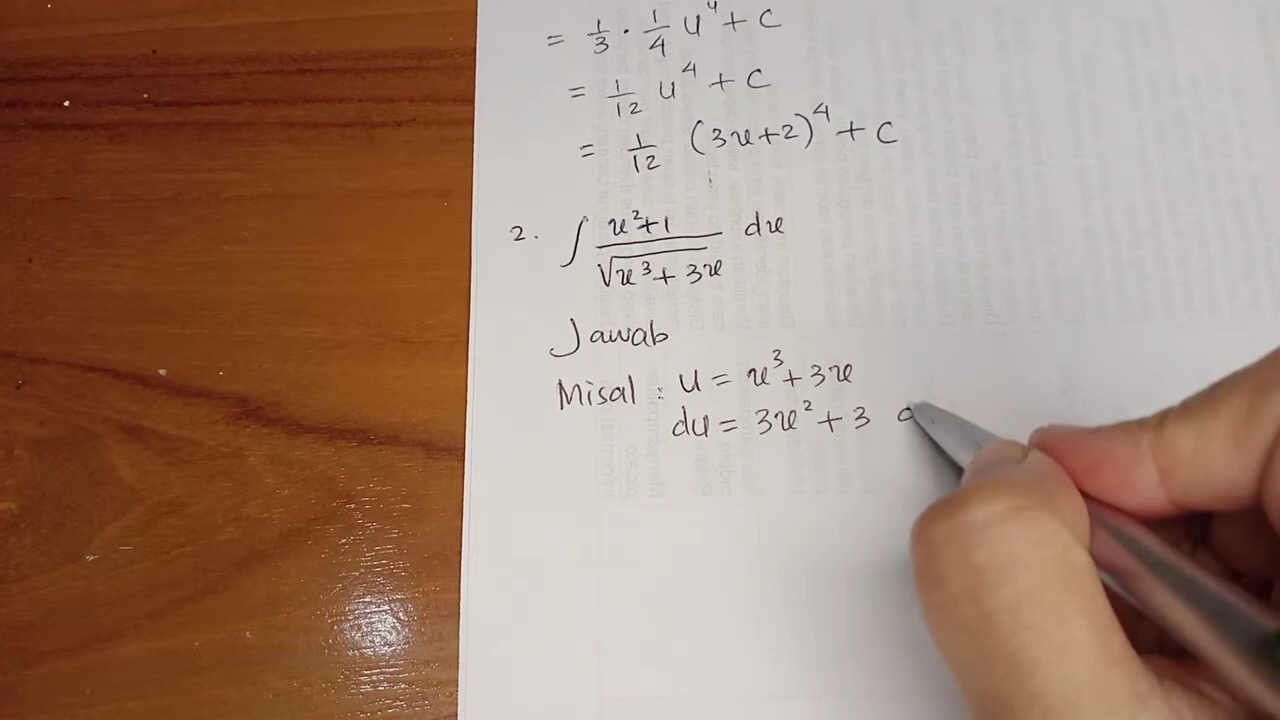 = 1/3 · 1/4 u⁴ + C
= 1/12 u⁴ + C
= 1/12 (3x+2)⁴ + C
2. ∫ x²+1 / √x³+3x dx
Jawab
Misal : u = x³+3x
du = 3x²+3